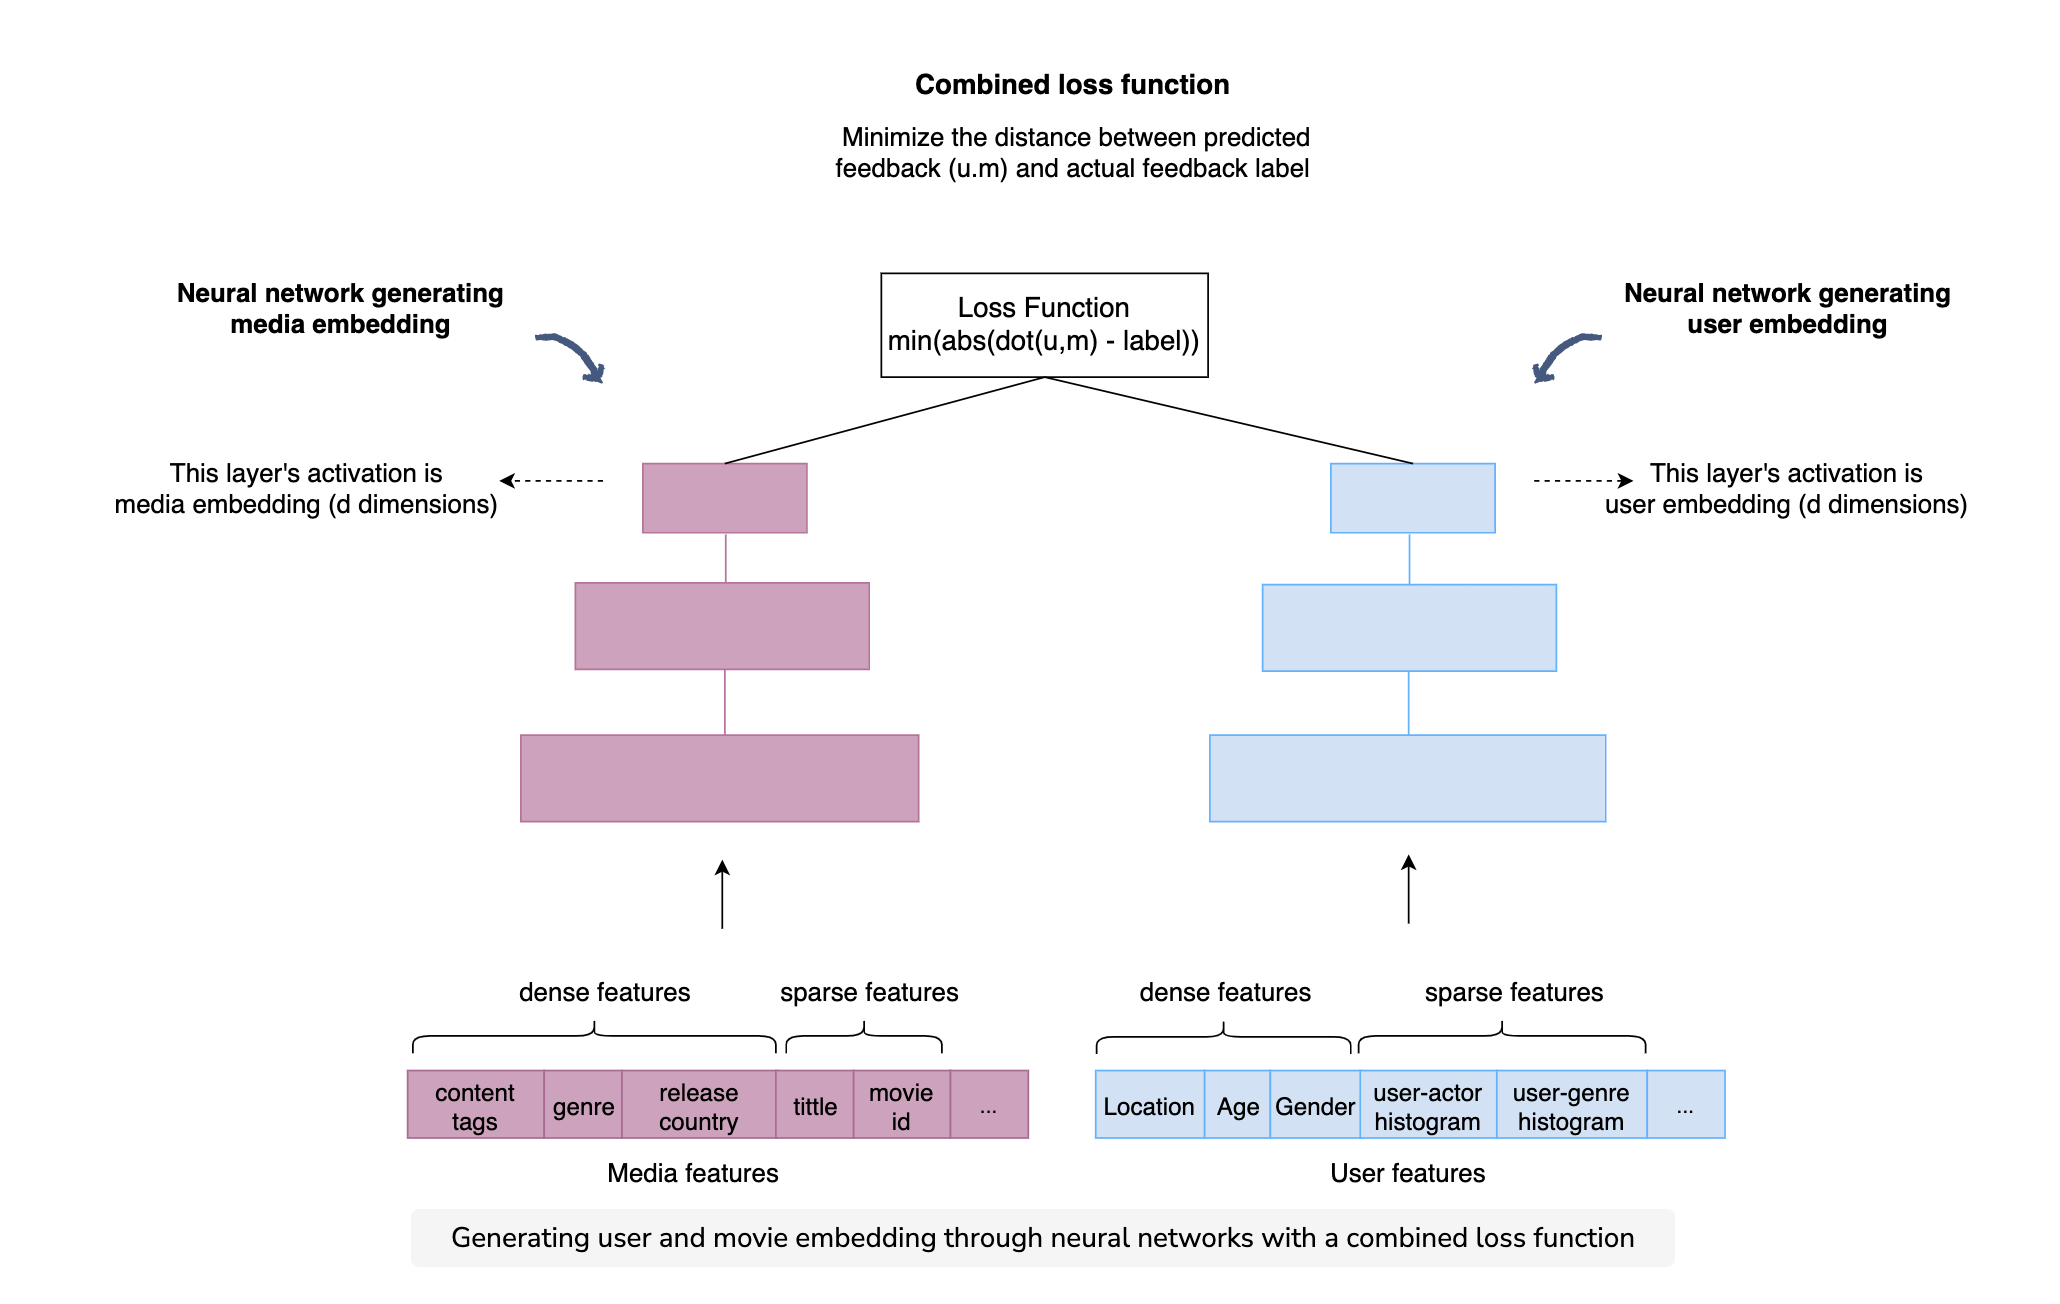 Combined loss function
Minimize the distance between predicted
feedback (u.m) and actual feedback label
Neural network generating
media embedding
Loss Function
min(abs(dot(u,m) - label))
Neural network generating
user embedding
This layer's activation is
media embedding (d dimensions)
This layer's activation is
user embedding (d dimensions)
dense features
sparse features
dense features
sparse features
content
tags
genre
release
country
tittle
movie
id
...
Location
Age
Gender
user-actor
histogram
user-genre
histogram
...
Media features
User features
Generating user and movie embedding through neural networks with a combined loss function